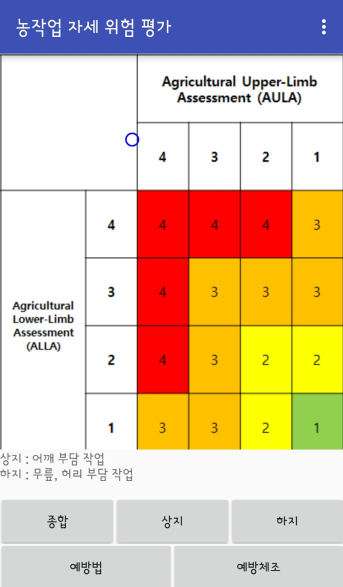 농작업 자세 위험 평가
Agricultural Upper-Limb
Assessment (AULA)
4 3 2 1
4 4 4 4 3
Agricultural
Lower-Limb
Assessment
(ALLA)
3 4 3 3 3
2 4 3 2 2
1 3 3 2 1
상지 : 어깨 부담 작업
하지 : 무릎, 허리 부담 작업
종합 상지 하지
예방법 예방체조